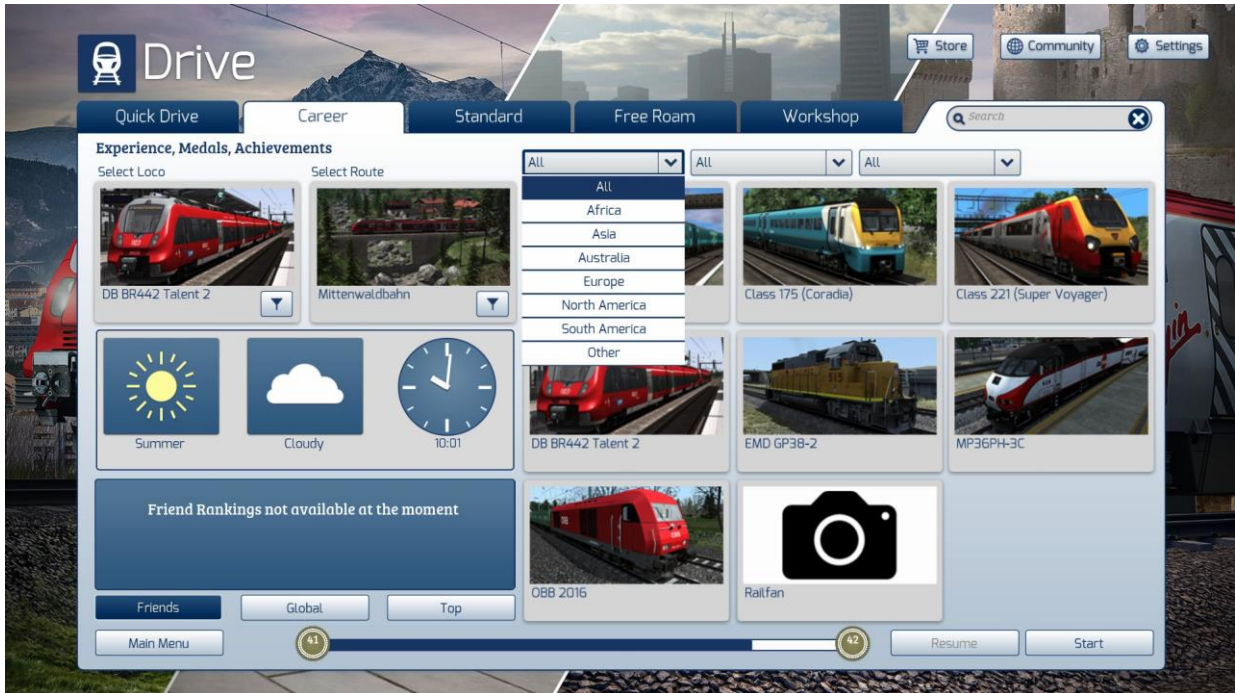 Drive
Store
Community
Settings
Quick Drive
Career
Standard
Free Roam
Workshop
Search
Experience, Medals, Achievements
Select Loco
Select Route
All
All
All
All
Africa
Asia
Australia
Europe
North America
South America
Other
DB BR442 Talent 2
Mittenwaldbahn
Class 175 (Coradia)
Class 221 (Super Voyager)
Summer
Cloudy
10:01
DB BR442 Talent 2
EMD GP38-2
MP36PH-3C
515
Friend Rankings not available at the moment
OBB 2016
Railfan
Friends
Global
Top
Main Menu
41
42
Resume
Start